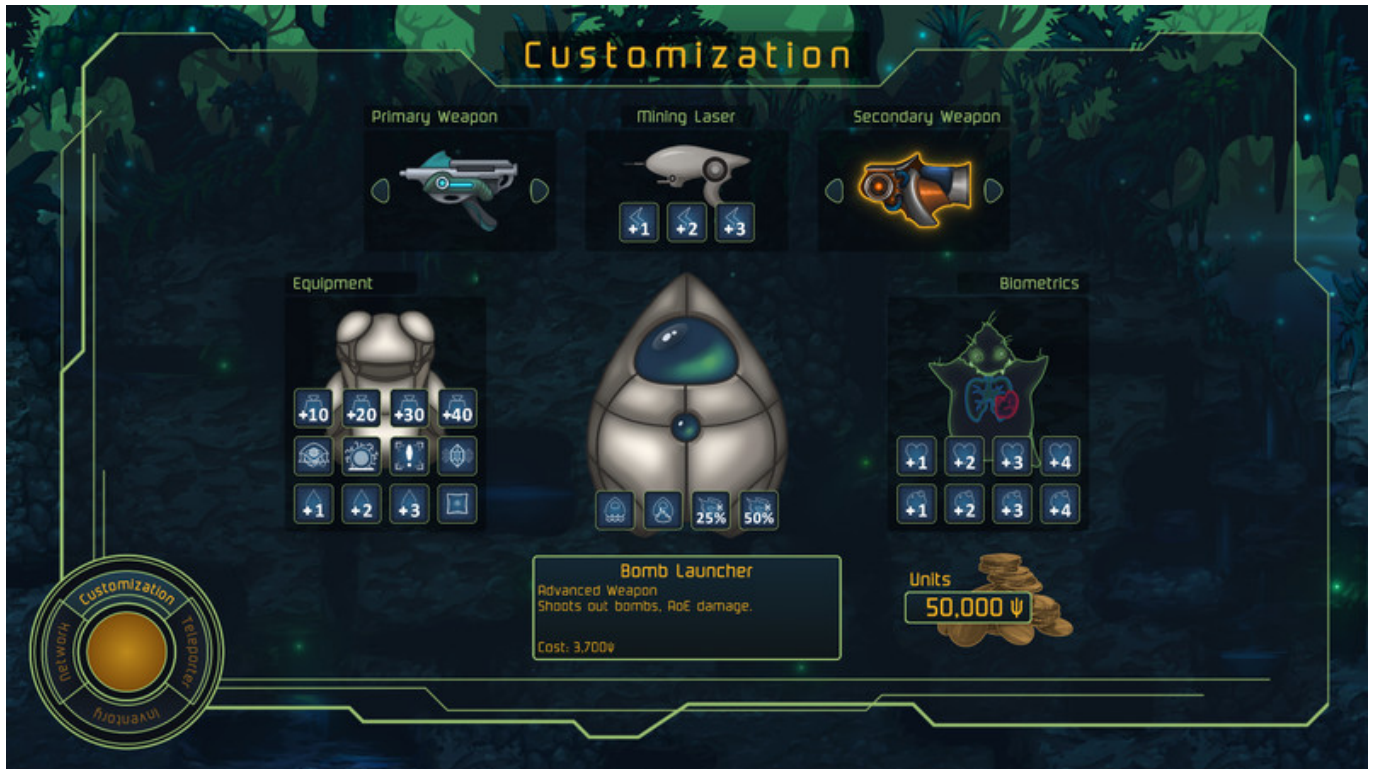 Customization
Primary Weapon
Mining Laser
Secondary Weapon
+1 +2 +3
Equipment
Biometrics
+10 +20 +30 +40
+1 +2 +3 +4
+1 +2 +3
25% 50%
+1 +2 +3 +4
Bomb Launcher
Advanced Weapon
Shoots out bombs, AoE damage.
Cost: 3,700ψ
Units
50,000 ψ
Customization
Network
Teleporter
Inventory